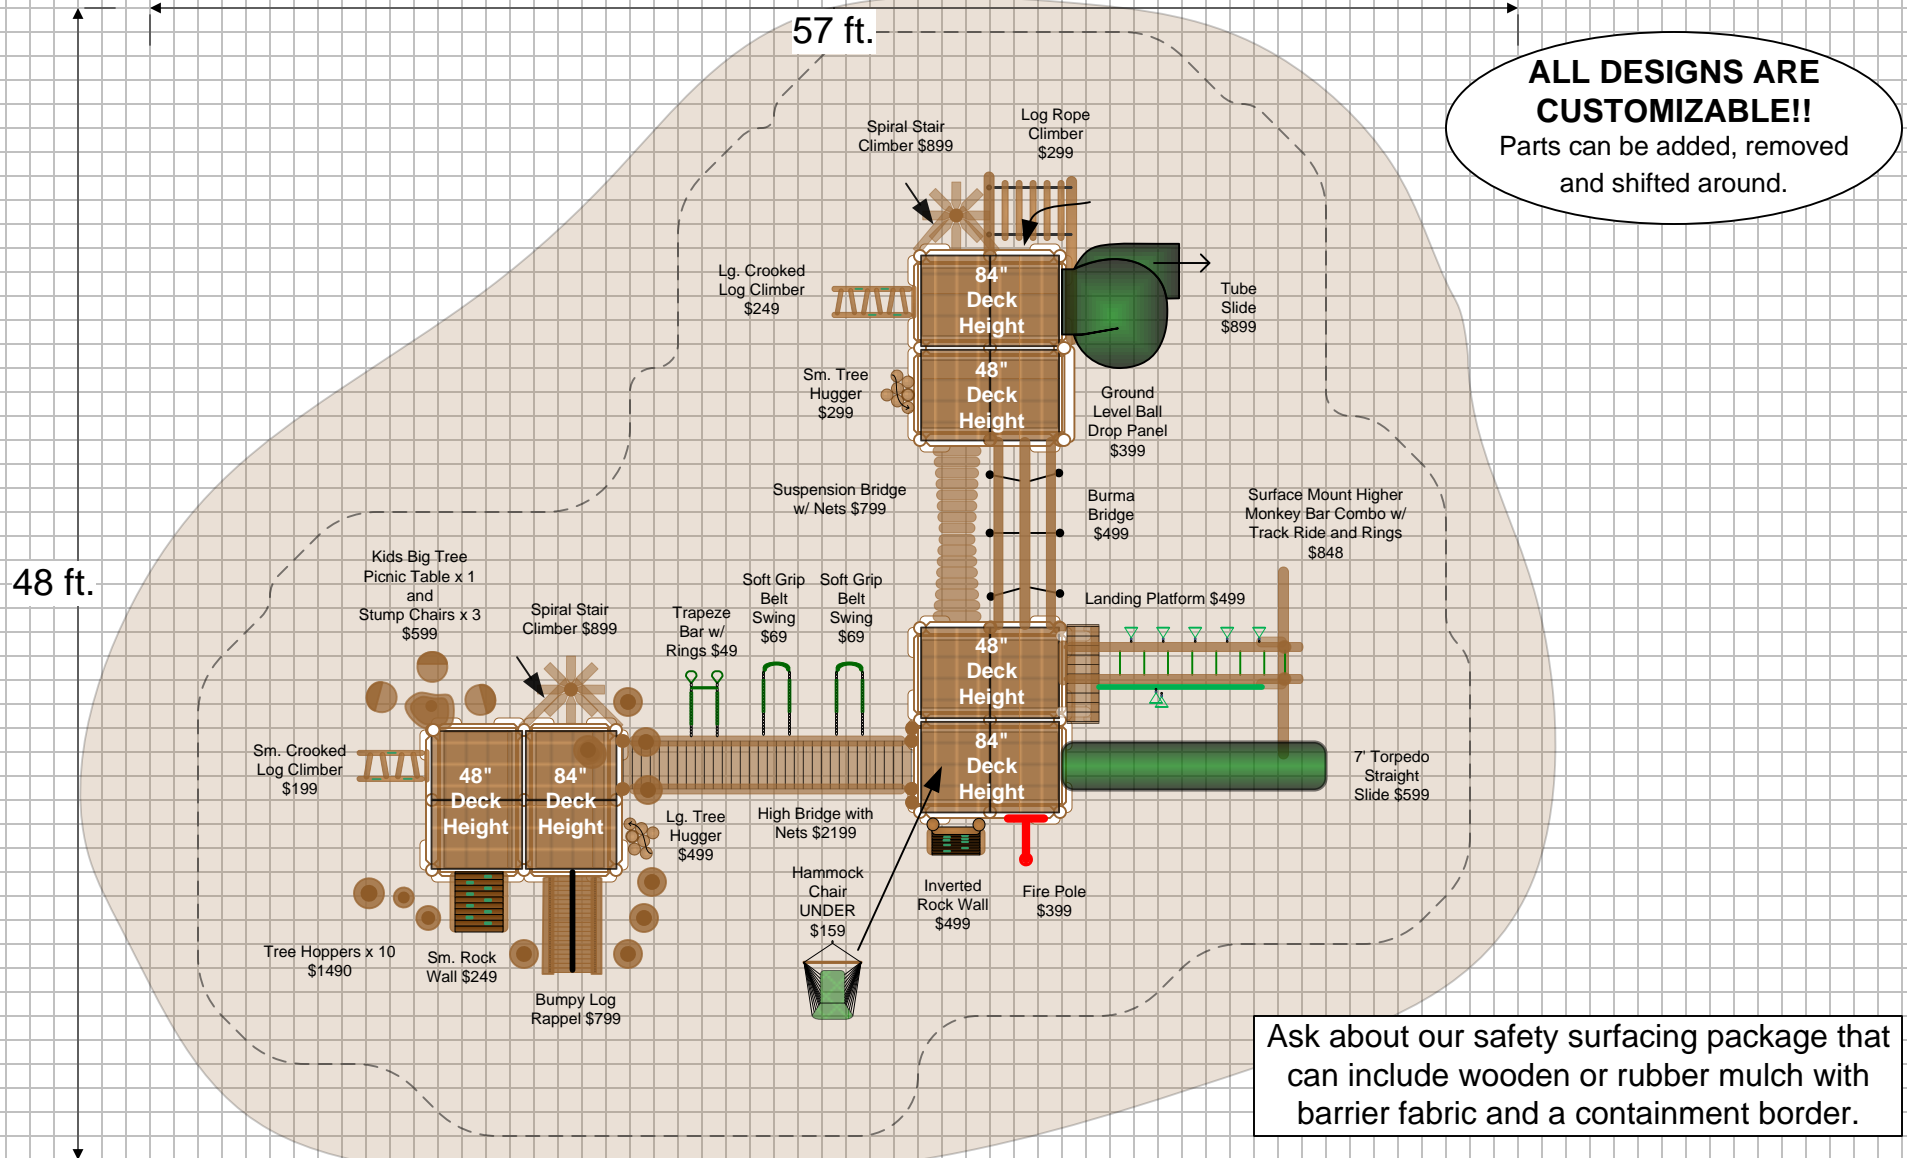 57 ft.
48 ft.
ALL DESIGNS ARE
CUSTOMIZABLE!!
Parts can be added, removed
and shifted around.
Spiral Stair
Climber $899
Log Rope
Climber
$299
Lg. Crooked
Log Climber
$249
84"
Deck
Height
Tube
Slide
$899
Sm. Tree
Hugger
$299
48"
Deck
Height
Ground
Level Ball
Drop Panel
$399
Suspension Bridge
w/ Nets $799
Burma
Bridge
$499
Surface Mount Higher
Monkey Bar Combo w/
Track Ride and Rings
$848
Landing Platform $499
Kids Big Tree
Picnic Table x 1
and
Stump Chairs x 3
$599
Spiral Stair
Climber $899
Trapeze
Bar w/
Rings $49
Soft Grip
Belt
Swing
$69
Soft Grip
Belt
Swing
$69
48"
Deck
Height
84"
Deck
Height
7' Torpedo
Straight
Slide $599
Sm. Crooked
Log Climber
$199
48"
Deck
Height
84"
Deck
Height
Lg. Tree
Hugger
$499
High Bridge with
Nets $2199
Hammock
Chair
UNDER
$159
Inverted
Rock Wall
$499
Fire Pole
$399
Tree Hoppers x 10
$1490
Sm. Rock
Wall $249
Bumpy Log
Rappel $799
Ask about our safety surfacing package that
can include wooden or rubber mulch with
barrier fabric and a containment border.